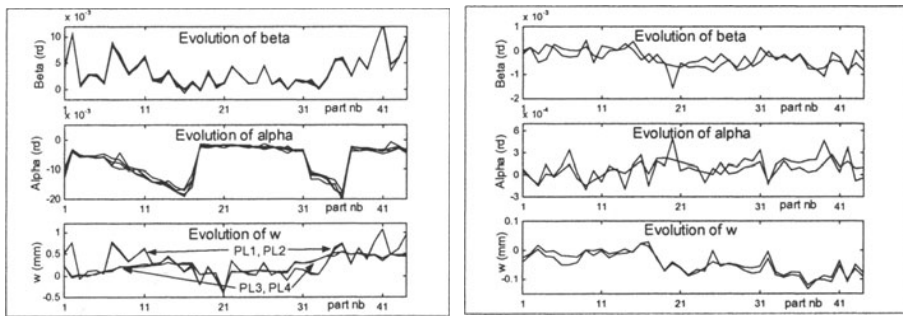 x 10⁻³
Evolution of beta
Beta (rd)
10
5
0
1 11 21 31 part nb 41
x 10⁻³
Evolution of alpha
Alpha (rd)
0
-10
-20
1 11 21 31 part nb 41
Evolution of w
w (mm)
1
0.5
0
-0.5
PL1, PL2
PL3, PL4
1 11 21 31 part nb 41
x 10⁻³
Evolution of beta
Beta (rd)
1
0
-1
-2
1 11 21 31 part nb 41
x 10⁻⁴
Evolution of alpha
Alpha (rd)
6
3
0
-3
1 11 21 31 part nb 41
Evolution of w
w (mm)
0.1
0
-0.1
1 11 21 31 part nb 41